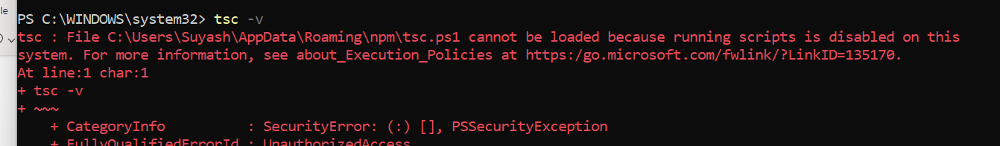 le
PS C:\WINDOWS\system32> tsc -v
tsc : File C:\Users\Suyash\AppData\Roaming\npm\tsc.ps1 cannot be loaded because running scripts is disabled on this
system. For more information, see about_Execution_Policies at https:/go.microsoft.com/fwlink/?LinkID=135170.
At line:1 char:1
+ tsc -v
+ ~~~
    + CategoryInfo          : SecurityError: (:) [], PSSecurityException
    + FullyQualifiedErrorId : UnauthorizedAccess